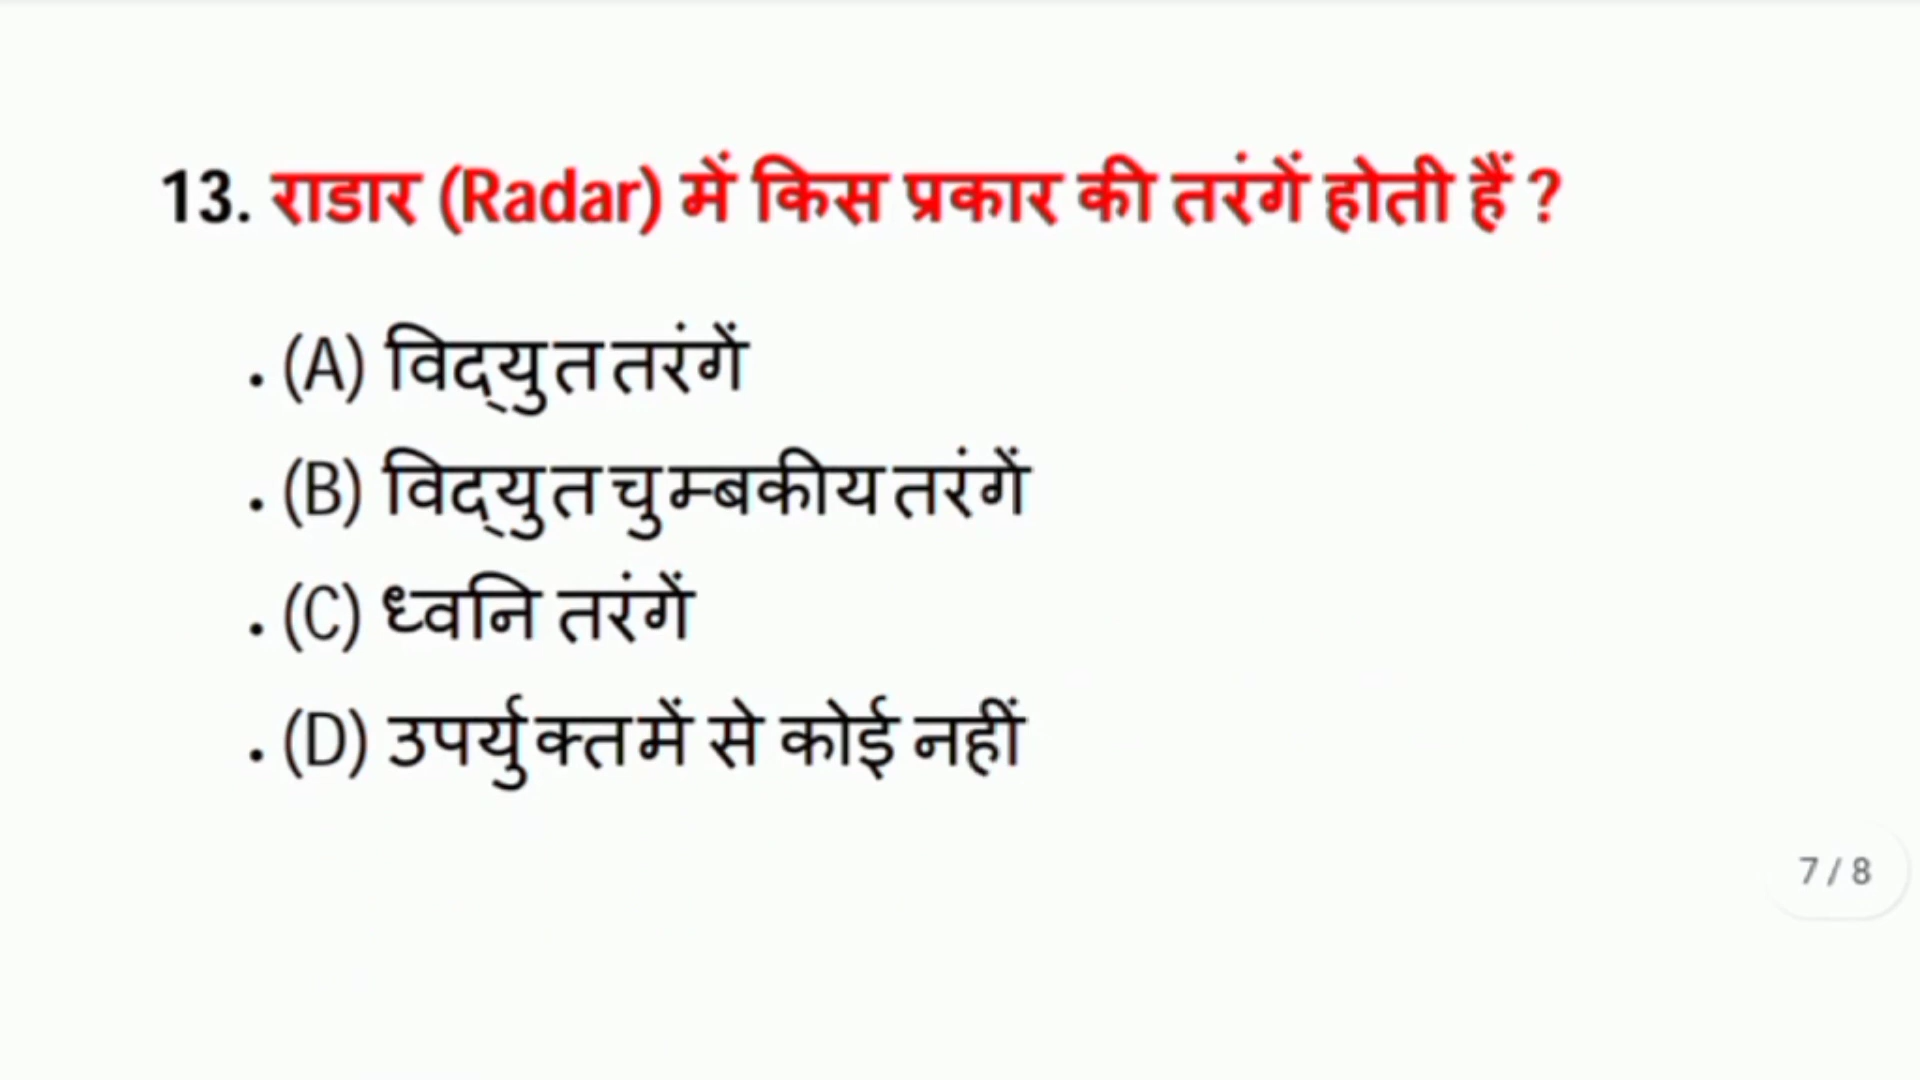 13. राडार (Radar) में किस प्रकार की तरंगें होती हैं ?
. (A) विद्युत तरंगें
. (B) विद्युत चुम्बकीय तरंगें
. (C) ध्वनि तरंगें
. (D) उपर्युक्त में से कोई नहीं
7 / 8